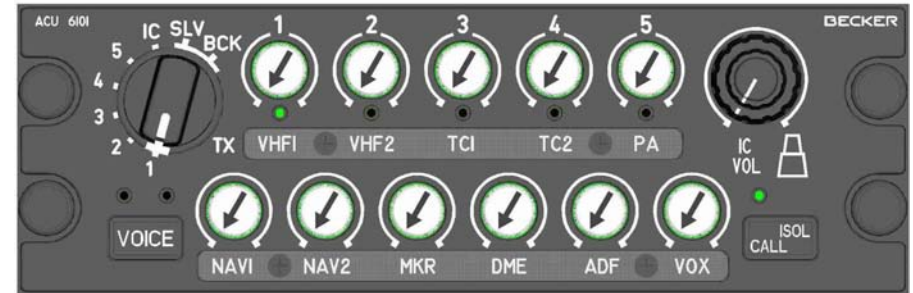 ACU 6101 BECKER
1 2 3 4 5
5 IC SLV BCK
4
3
2
1
TX VHF1 VHF2 TC1 TC2 PA
IC
VOL
VOICE
ISOL
CALL
NAV1 NAV2 MKR DME ADF VOX